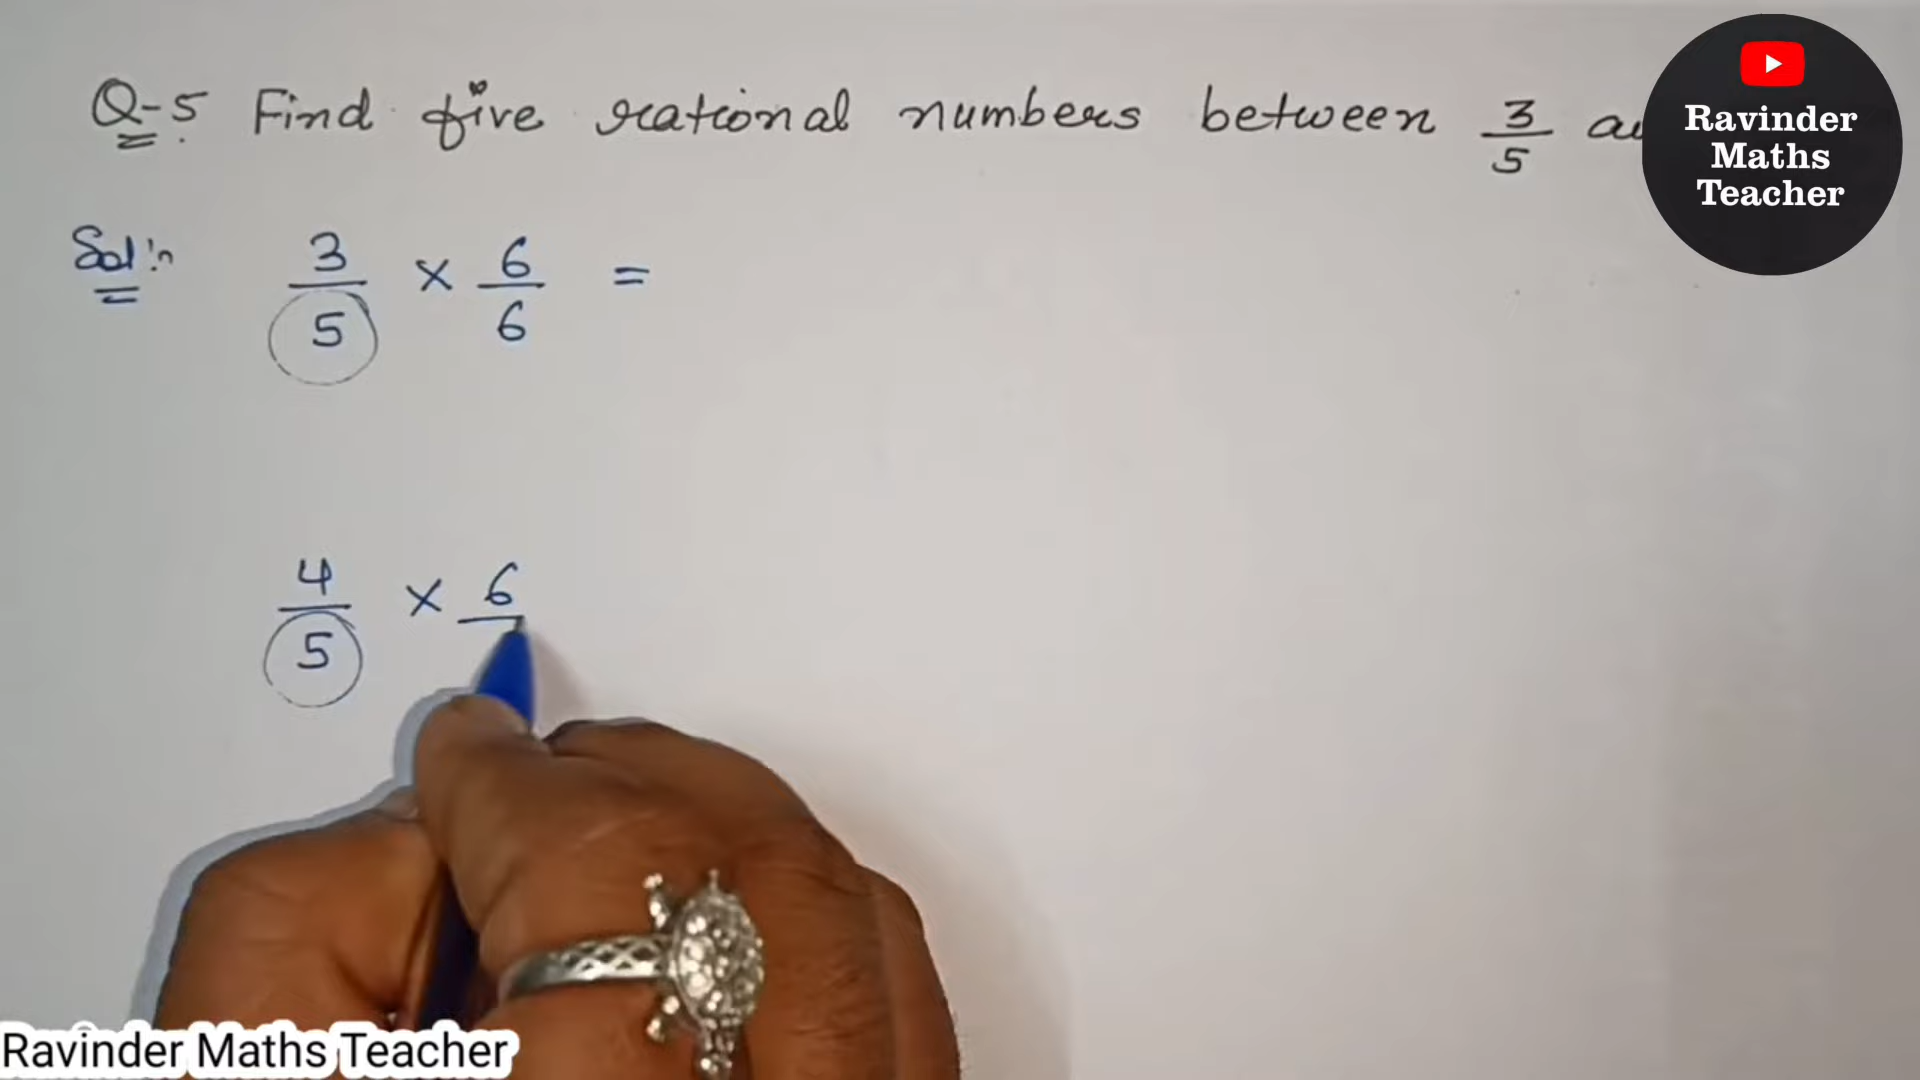 Q-5 Find five rational numbers between 3/5
Ravinder
Maths
Teacher
Sol:n 3/5 × 6/6 =
4/5 × 6
Ravinder Maths Teacher